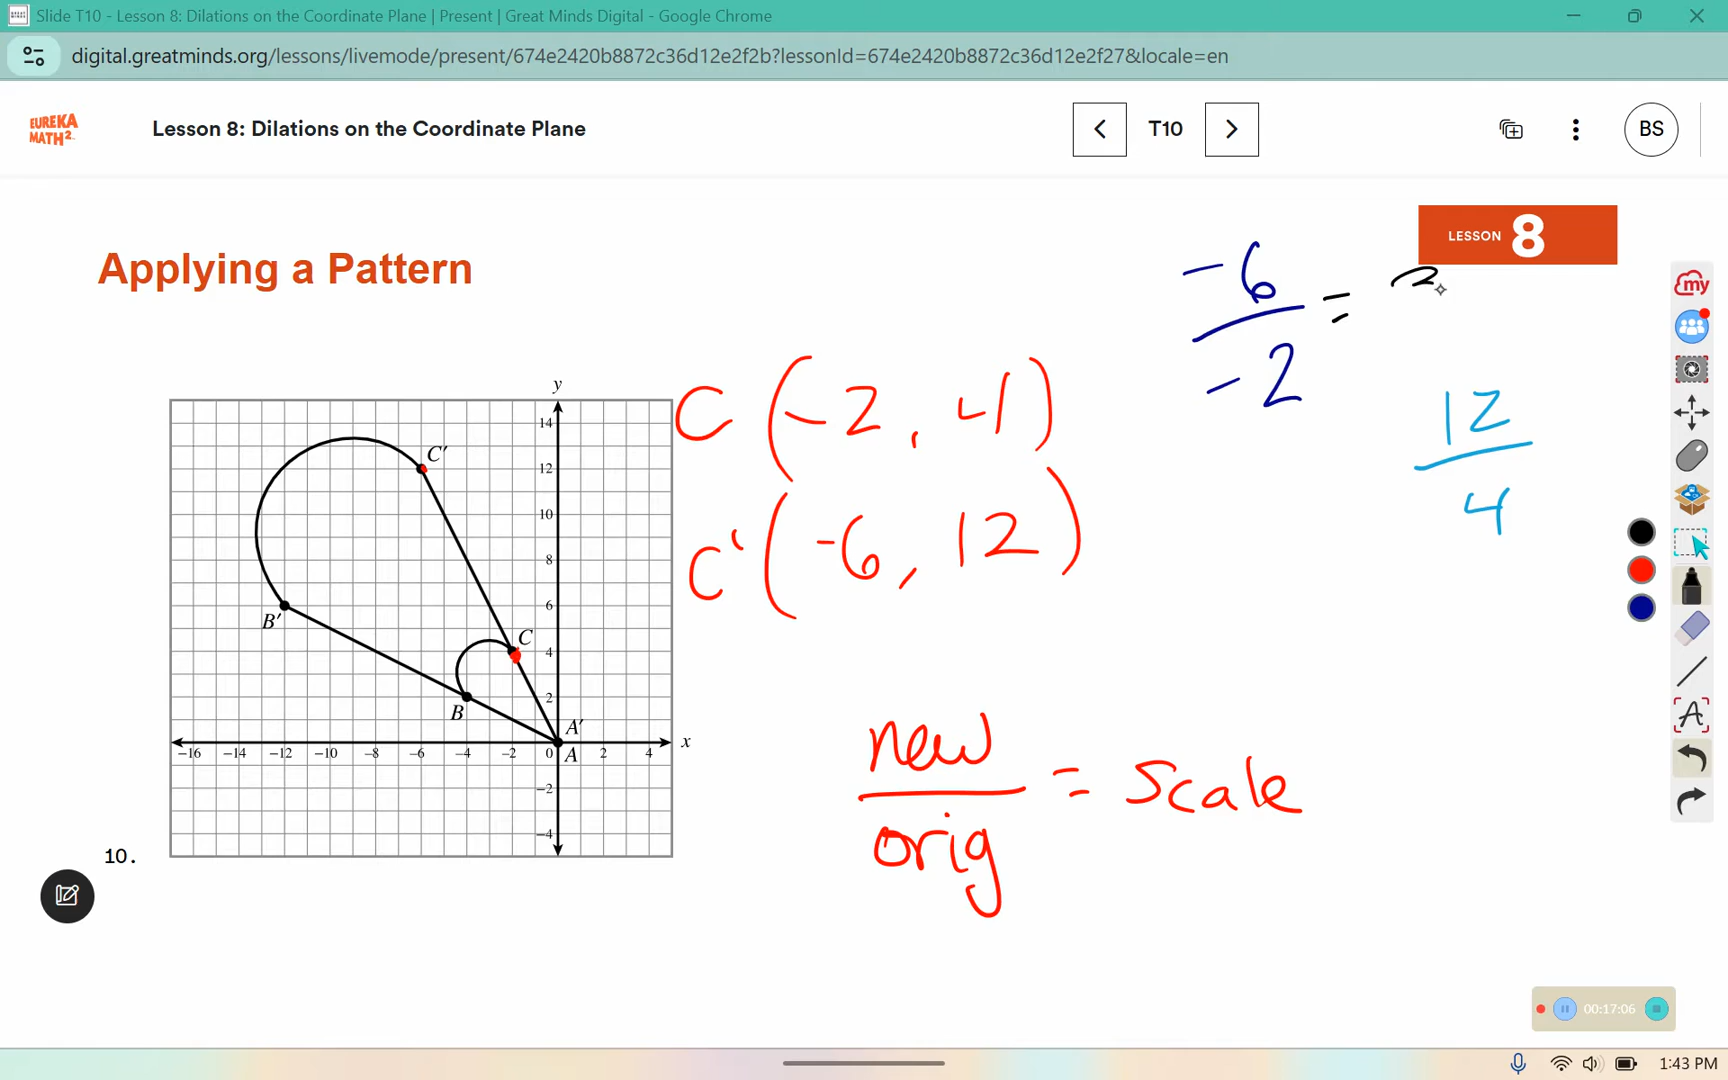 Slide T10 - Lesson 8: Dilations on the Coordinate Plane | Present | Great Minds Digital - Google Chrome
digital.greatminds.org/lessons/livemode/present/674e2420b8872c36d12e2f2b?lessonId=674e2420b8872c36d12e2f27&locale=en
EUREKA
MATH²
Lesson 8: Dilations on the Coordinate Plane
T10
BS
LESSON 8
Applying a Pattern
-6
-2
=
12
4
C (-2, 4)
C' (-6, 12)
new
orig
= Scale
y
14
12
10
8
6
4
2
C'
B'
C
B
A'
A
x
-16 -14 -12 -10 -8 -6 -4 -2 0 2 4
-2
-4
10.
my
A
00:17:06
1:43 PM